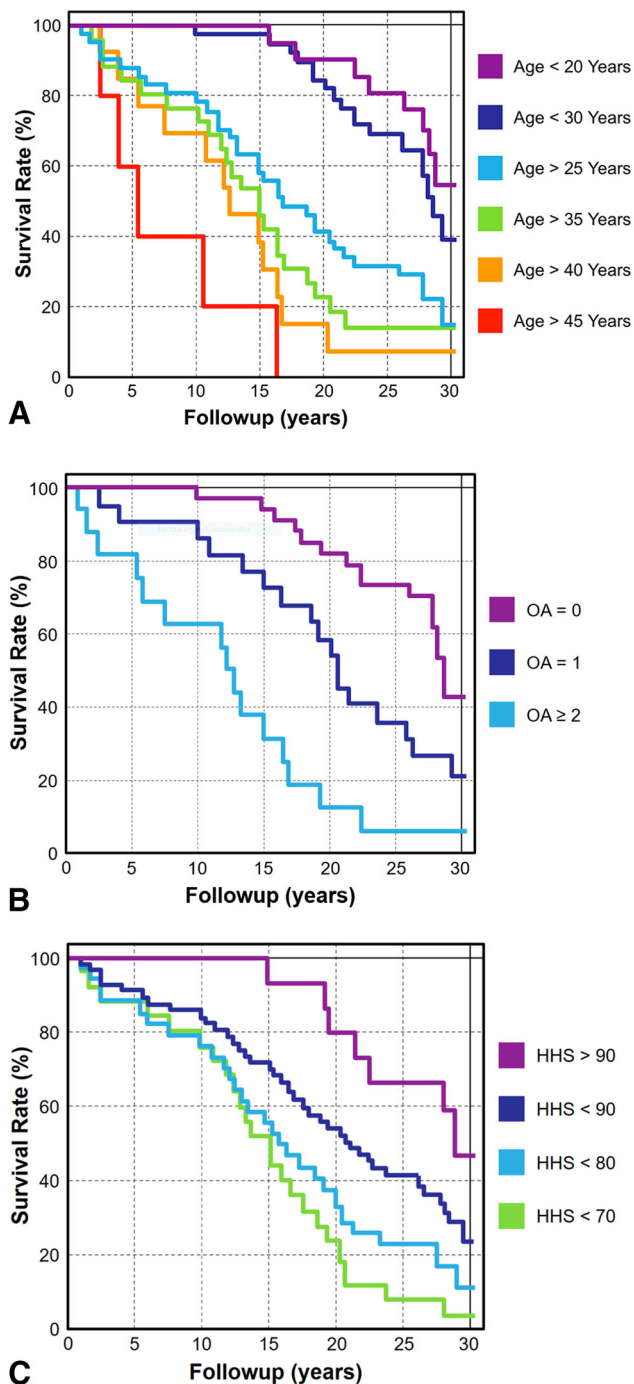 100
80
60
40
20
0
Survival Rate (%)
0 5 10 15 20 25 30
Followup (years)
Age < 20 Years
Age < 30 Years
Age > 25 Years
Age > 35 Years
Age > 40 Years
Age > 45 Years
A
100
80
60
40
20
0
Survival Rate (%)
0 5 10 15 20 25 30
Followup (years)
OA = 0
OA = 1
OA ≥ 2
B
100
80
60
40
20
0
Survival Rate (%)
0 5 10 15 20 25 30
Followup (years)
HHS > 90
HHS < 90
HHS < 80
HHS < 70
C